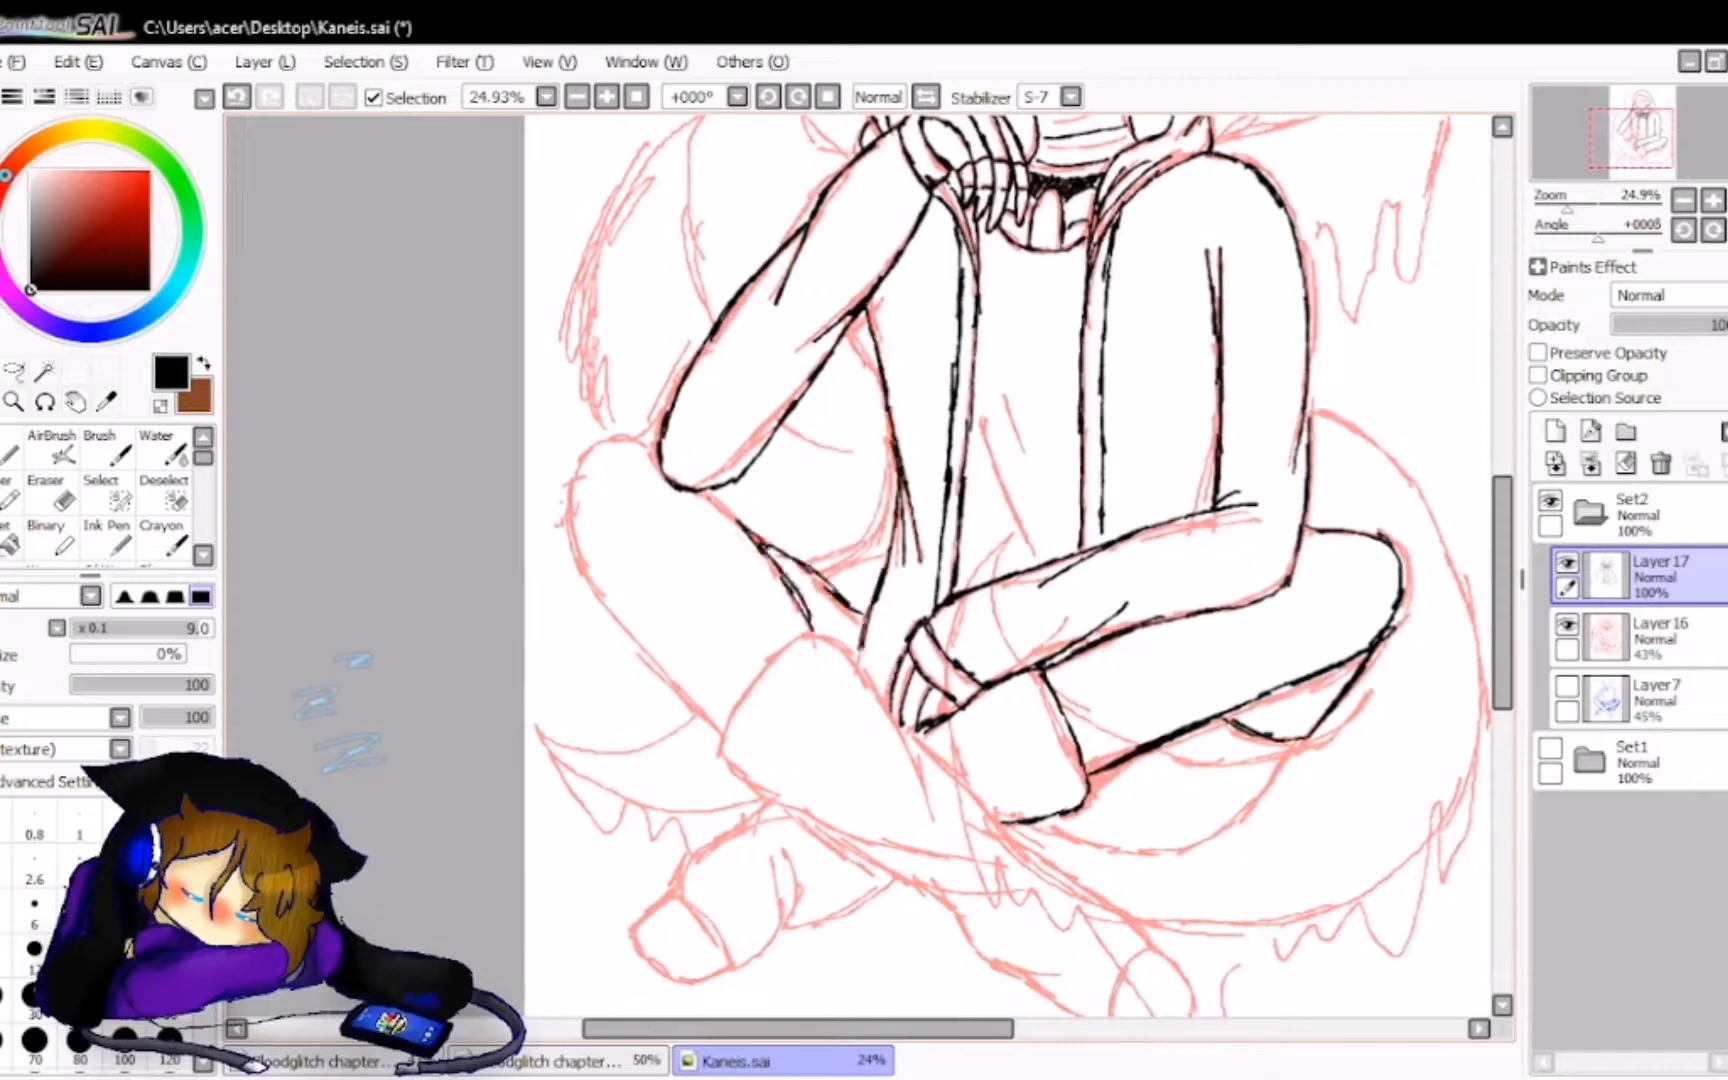 PaintTool SAI C:\Users\acer\Desktop\Kaneis.sai (*)
(F) Edit (E) Canvas (C) Layer (L) Selection (S) Filter (T) View (V) Window (W) Others (O)
Selection 24.93% +000° Normal Stabilizer S-7
Zoom 24.9%
Angle +000ß
Paints Effect
Mode Normal
Opacity 100
Preserve Opacity
Clipping Group
Selection Source
AirBrush Brush Water
Eraser Select Deselect
Binary Ink Pen Crayon
x 0.1 9.0
0%
100
100
Set2
Normal
100%
Layer17
Normal
100%
Layer16
Normal
43%
Layer7
Normal
45%
Set1
Normal
100%
0.8 1
2.6
6
70 80 100 120
chapter... chapter... 50% Kaneis.sai 24%